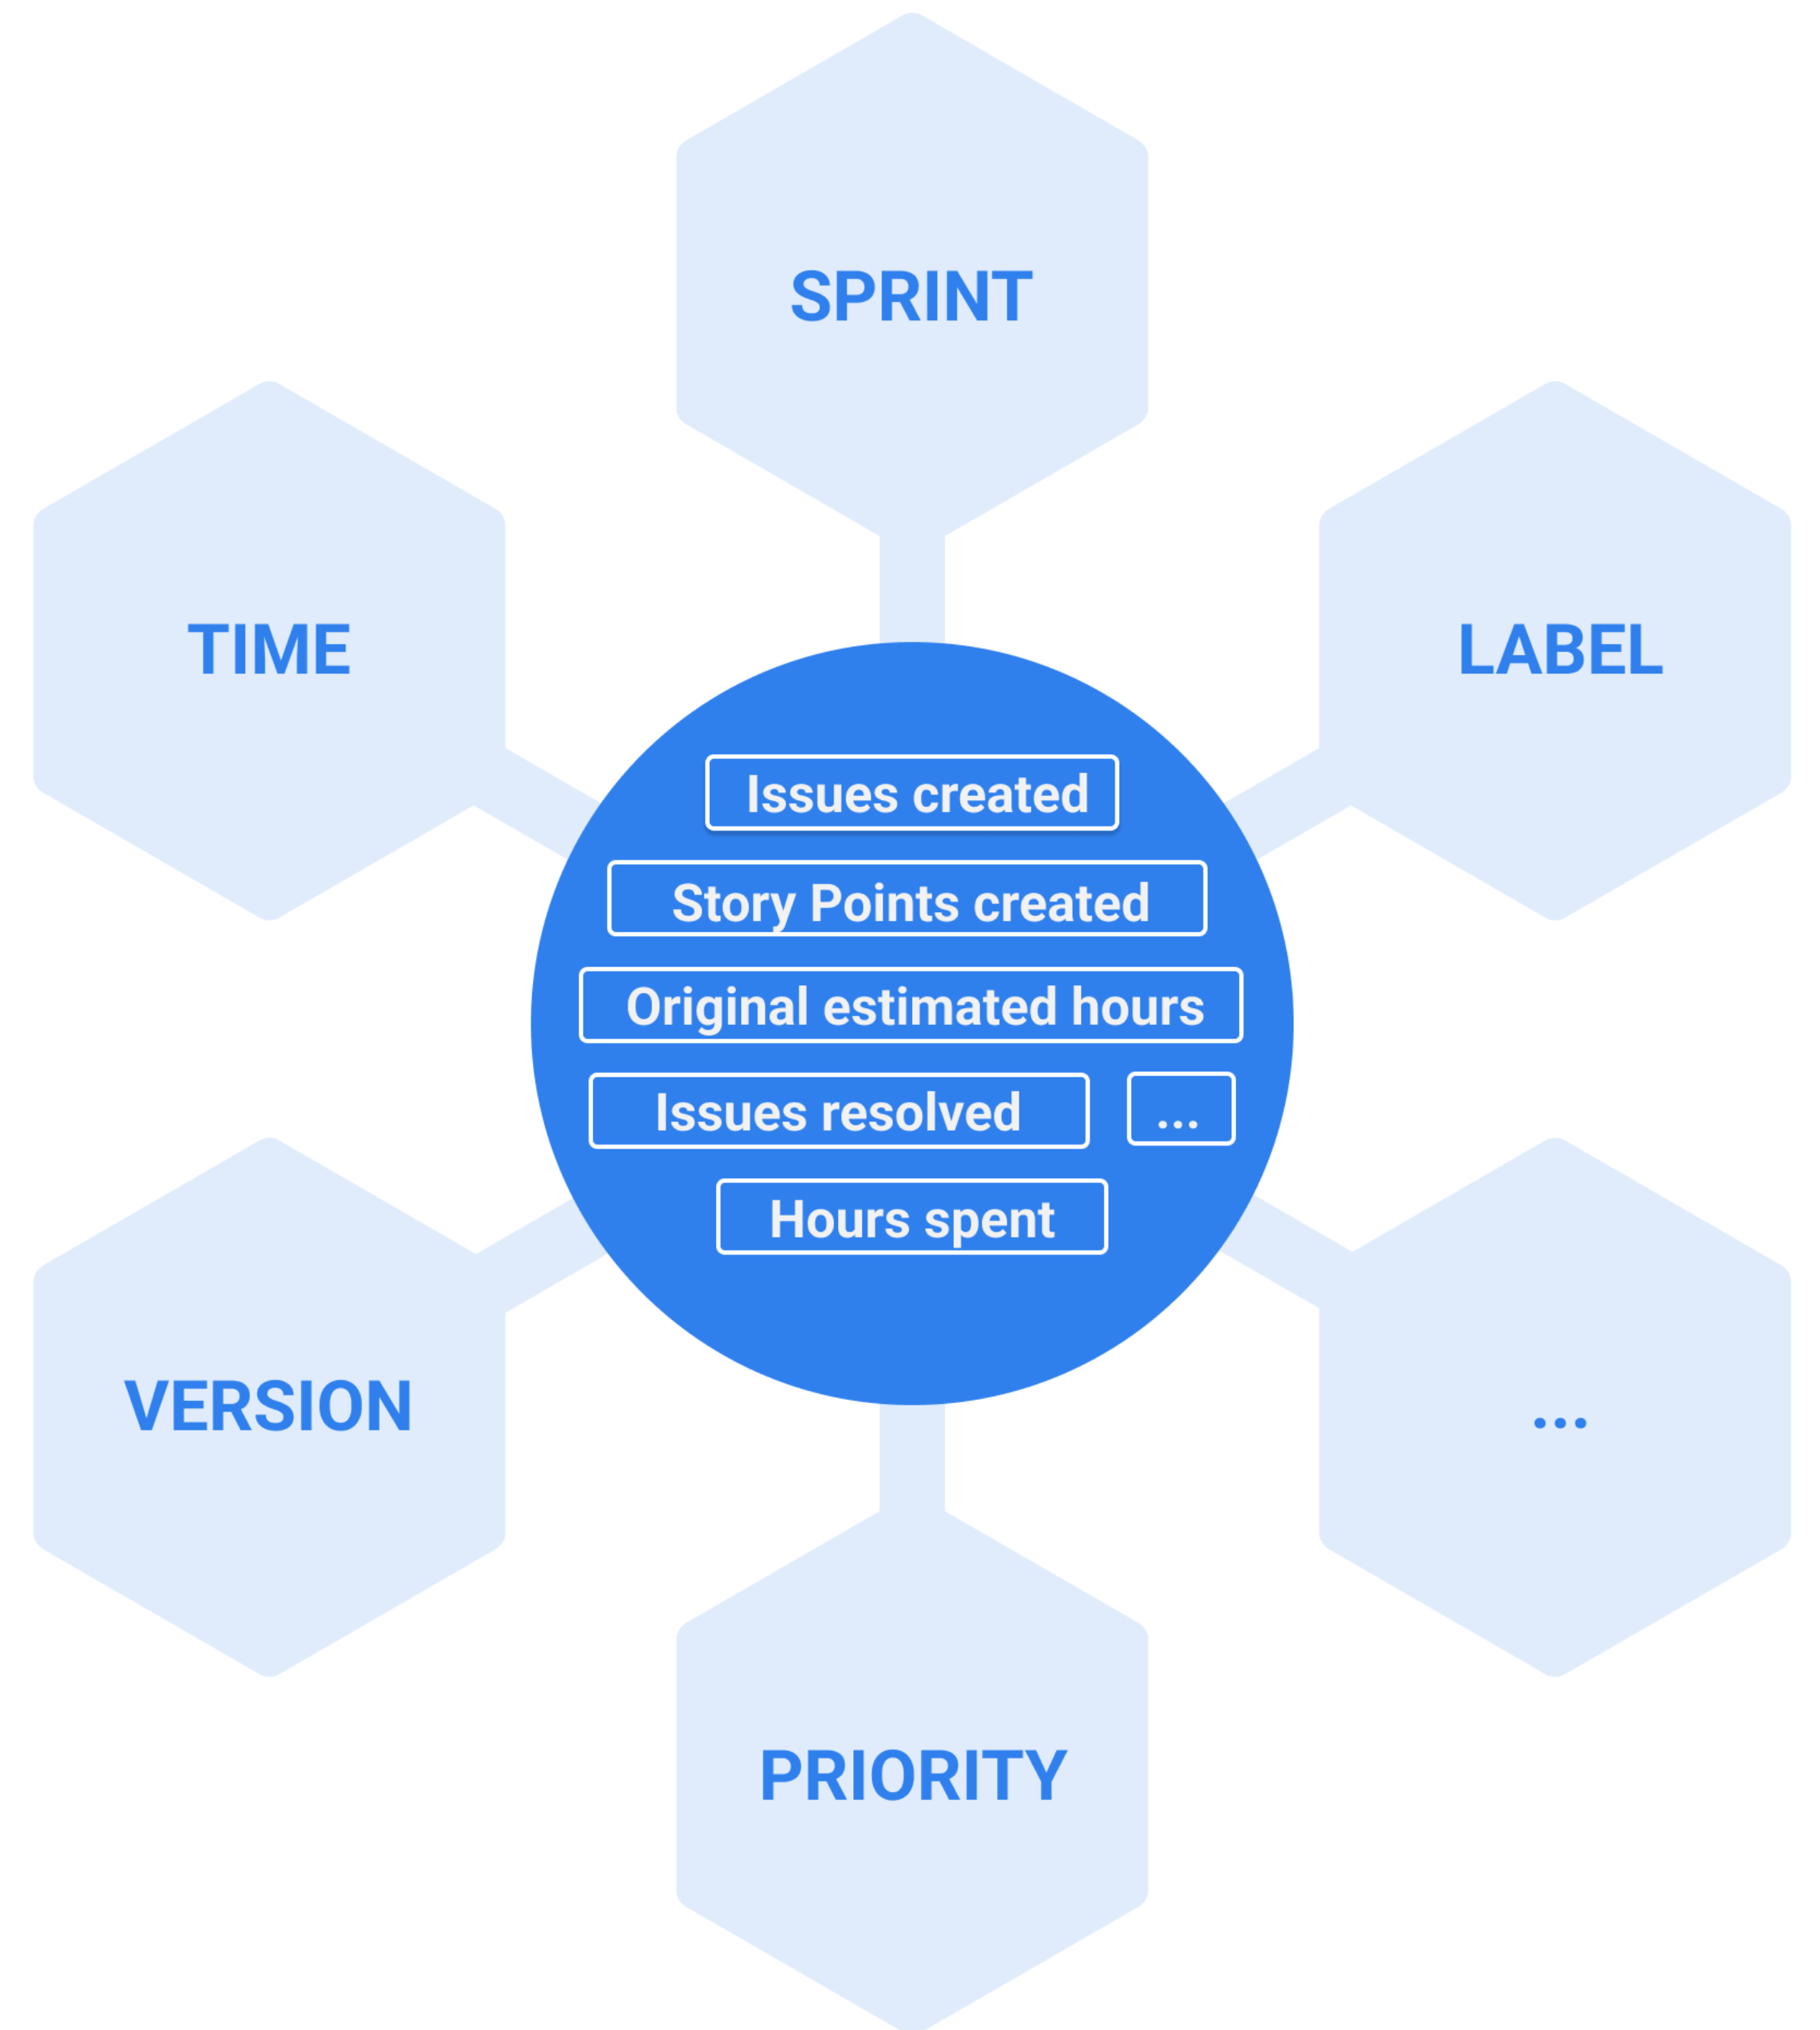 SPRINT
TIME
LABEL
Issues created
Story Points created
Original estimated hours
Issues resolved
...
Hours spent
VERSION
...
PRIORITY